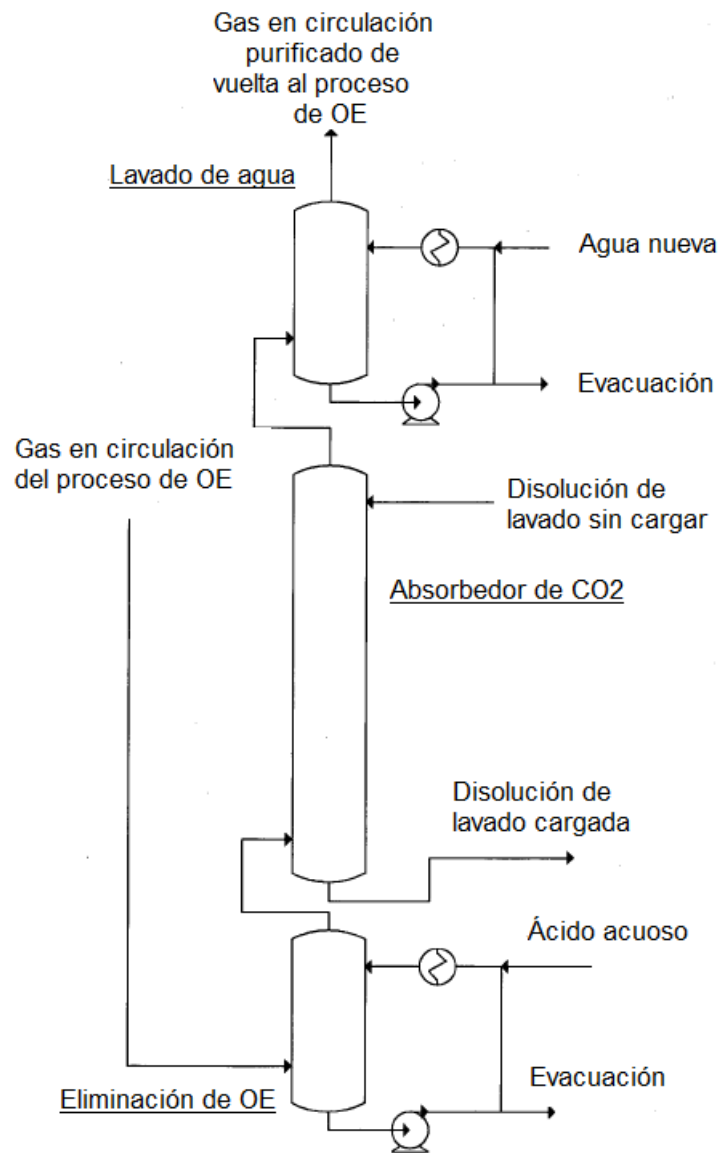 Gas en circulación
purificado de
vuelta al proceso
de OE
Lavado de agua
Agua nueva
Evacuación
Gas en circulación
del proceso de OE
Disolución de
lavado sin cargar
Absorbedor de CO2
Disolución de
lavado cargada
Ácido acuoso
Evacuación
Eliminación de OE